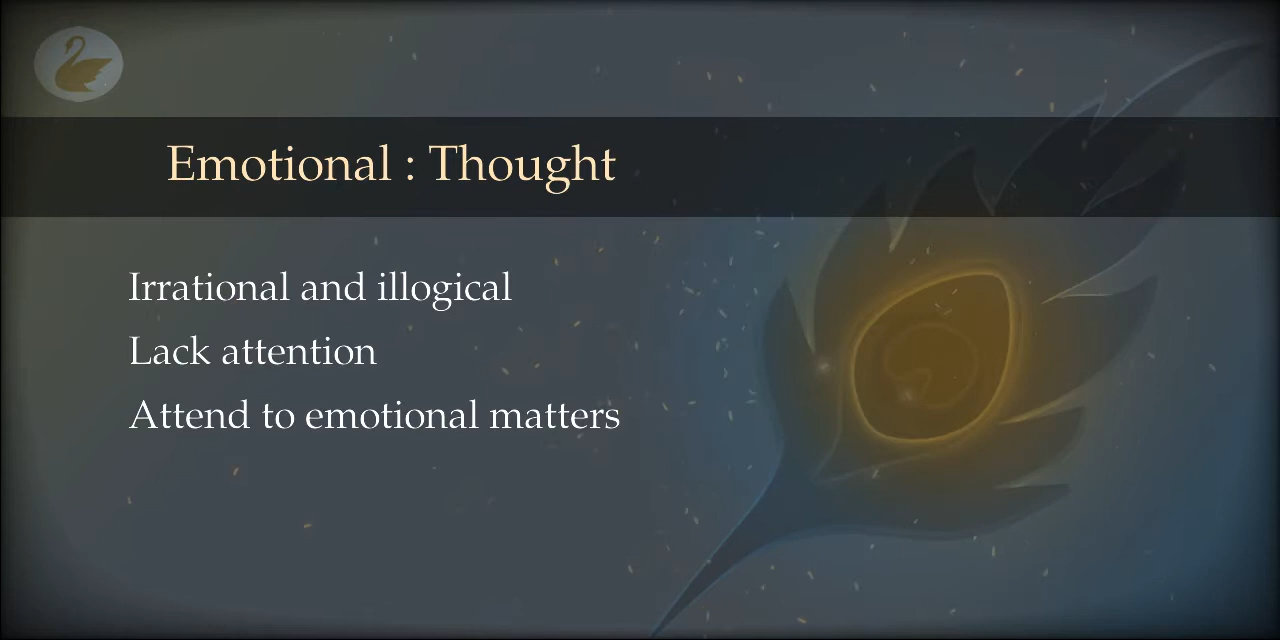 Emotional : Thought
Irrational and illogical
Lack attention
Attend to emotional matters